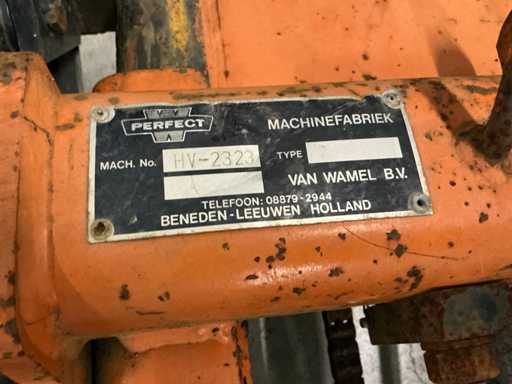 PERFECT
MACHINEFABRIEK
MACH. No. HV-2323 TYPE
VAN WAMEL B.V.
TELEFOON: 08879-2944
BENEDEN-LEEUWEN HOLLAND